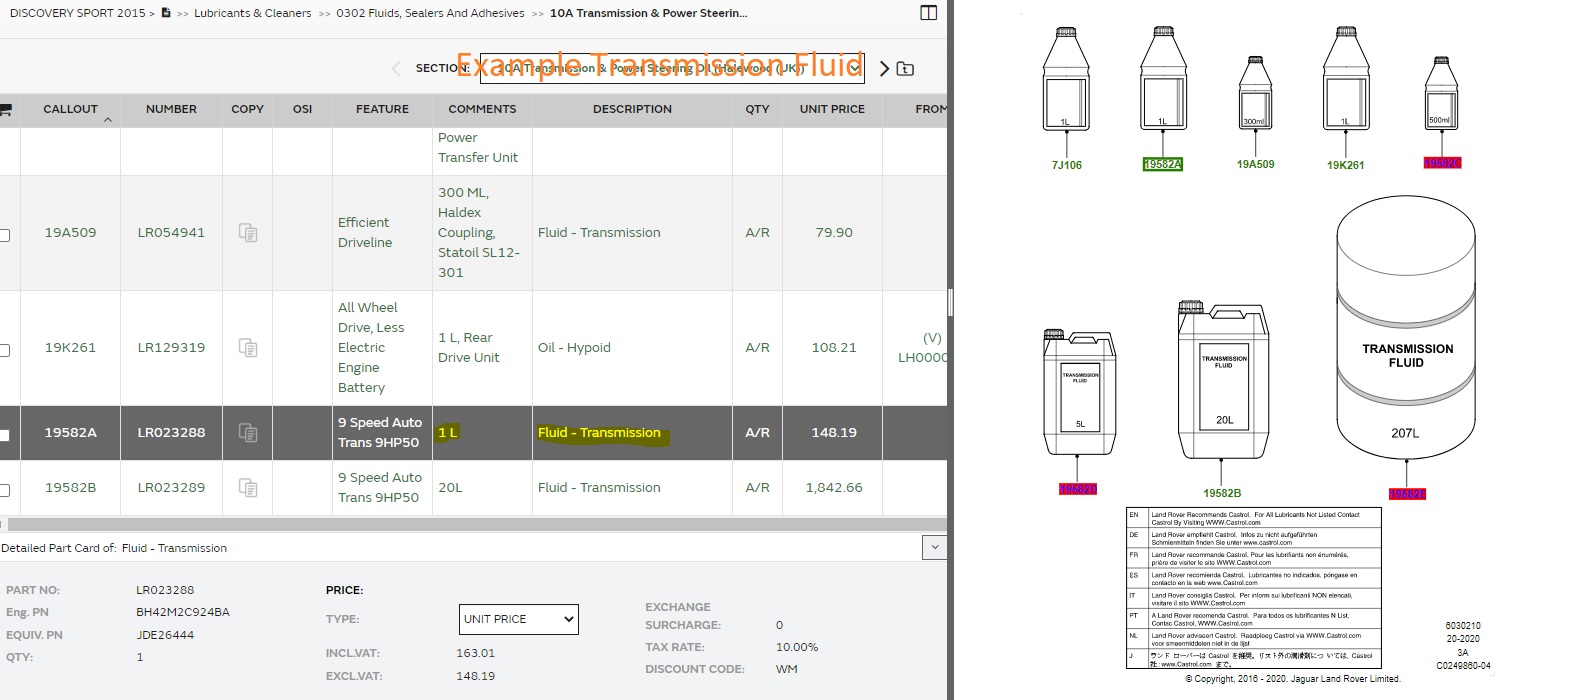 DISCOVERY SPORT 2015 > >> Lubricants & Cleaners >> 0302 Fluids, Sealers And Adhesives >> 10A Transmission & Power Steerin...
Example Transmission Fluid
SECTION: 10A Transmission & Power Steering Oil (Halewood (UK))
CALLOUT NUMBER COPY OSI FEATURE COMMENTS DESCRIPTION QTY UNIT PRICE FROM
Power
Transfer Unit
19A509 LR054941 Efficient Driveline 300 ML, Haldex Coupling, Statoil SL12-301 Fluid - Transmission A/R 79.90
19K261 LR129319 All Wheel Drive, Less Electric Engine Battery 1 L, Rear Drive Unit Oil - Hypoid A/R 108.21 (V) LH0000
19582A LR023288 9 Speed Auto Trans 9HP50 1 L Fluid - Transmission A/R 148.19
19582B LR023289 9 Speed Auto Trans 9HP50 20L Fluid - Transmission A/R 1,842.66
Detailed Part Card of: Fluid - Transmission
PART NO: LR023288
Eng. PN BH42M2C924BA
EQUIV. PN JDE26444
QTY: 1
PRICE:
TYPE: UNIT PRICE
INCL.VAT: 163.01
EXCL.VAT: 148.19
EXCHANGE
SURCHARGE: 0
TAX RATE: 10.00%
DISCOUNT CODE: WM
1L 1L 300ml 1L 500ml
7J106 19582A 19A509 19K261 19582C
TRANSMISSION
FLUID
5L
TRANSMISSION
FLUID
20L
TRANSMISSION
FLUID
207L
19582D 19582B 19582E
EN Land Rover Recommends Castrol. For All Lubricants Not Listed Contact
Castrol By Visiting WWW.Castrol.com
DE Land Rover empfiehlt Castrol. Infos zu nicht aufgeführten
Schmiermitteln finden Sie unter www.castrol.com
FR Land Rover recommande Castrol. Pour les lubrifiants non énumérés,
prière de visiter le site WWW.Castrol.com
ES Land Rover recomienda Castrol. Lubricantes no indicados, póngase en
contacto en la web www.Castrol.com
IT Land Rover consiglia Castrol. Per inform sui lubrificanti NON elencati,
visitare il sito WWW.Castrol.com
PT A Land Rover recomenda Castrol. Para todos os lubrificantes N List,
Contac Castrol, WWW.Castrol.com
NL Land Rover adviseert Castrol. Raadpleeg Castrol via WWW.Castrol.com
voor smeermiddelen niet in de lijst
J ランド ローバーは Castrol を推奨。リスト外の潤滑剤につ いては、Castrol
社:www.Castrol.com まで。
6030210
20-2020
3A
C0249860-04
© Copyright, 2016 - 2020. Jaguar Land Rover Limited.